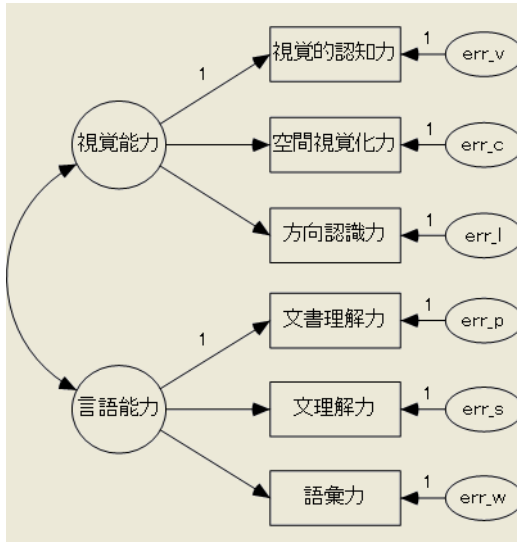 視覚的認知力
1
1
err_v
視覚能力
空間視覚化力
1
err_c
方向認識力
1
err_l
文書理解力
1
1
err_p
言語能力
文理解力
1
err_s
語彙力
1
err_w